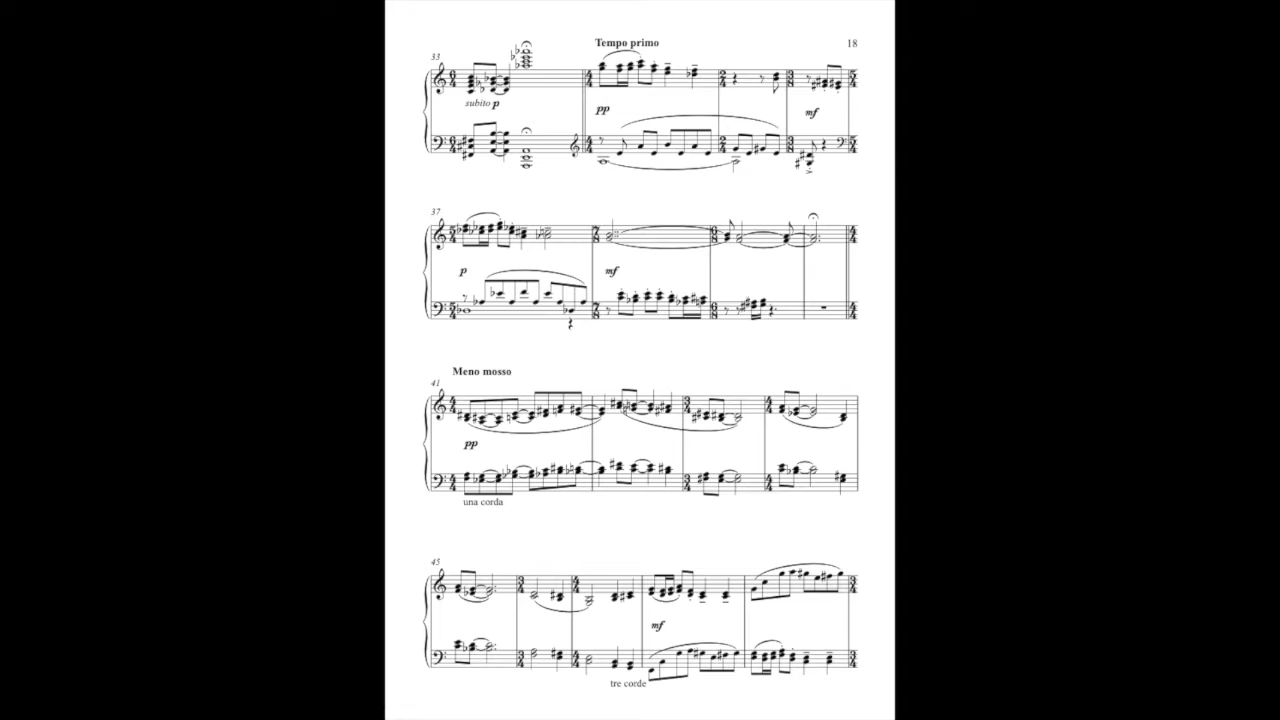 Tempo primo 18
33
subito p
pp
mf
37
p
mf
Meno mosso
41
pp
una corda
45
mf
tre corde